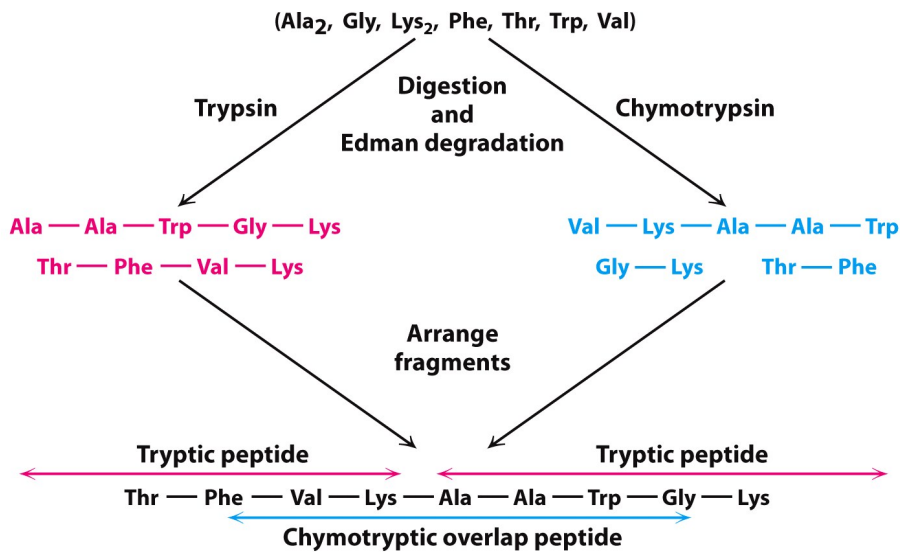 (Ala2, Gly, Lys2, Phe, Thr, Trp, Val)
Trypsin
Digestion
and
Edman degradation
Chymotrypsin
Ala — Ala — Trp — Gly — Lys
Thr — Phe — Val — Lys
Val — Lys — Ala — Ala — Trp
Gly — Lys Thr — Phe
Arrange
fragments
Tryptic peptide Tryptic peptide
Thr — Phe — Val — Lys — Ala — Ala — Trp — Gly — Lys
Chymotryptic overlap peptide